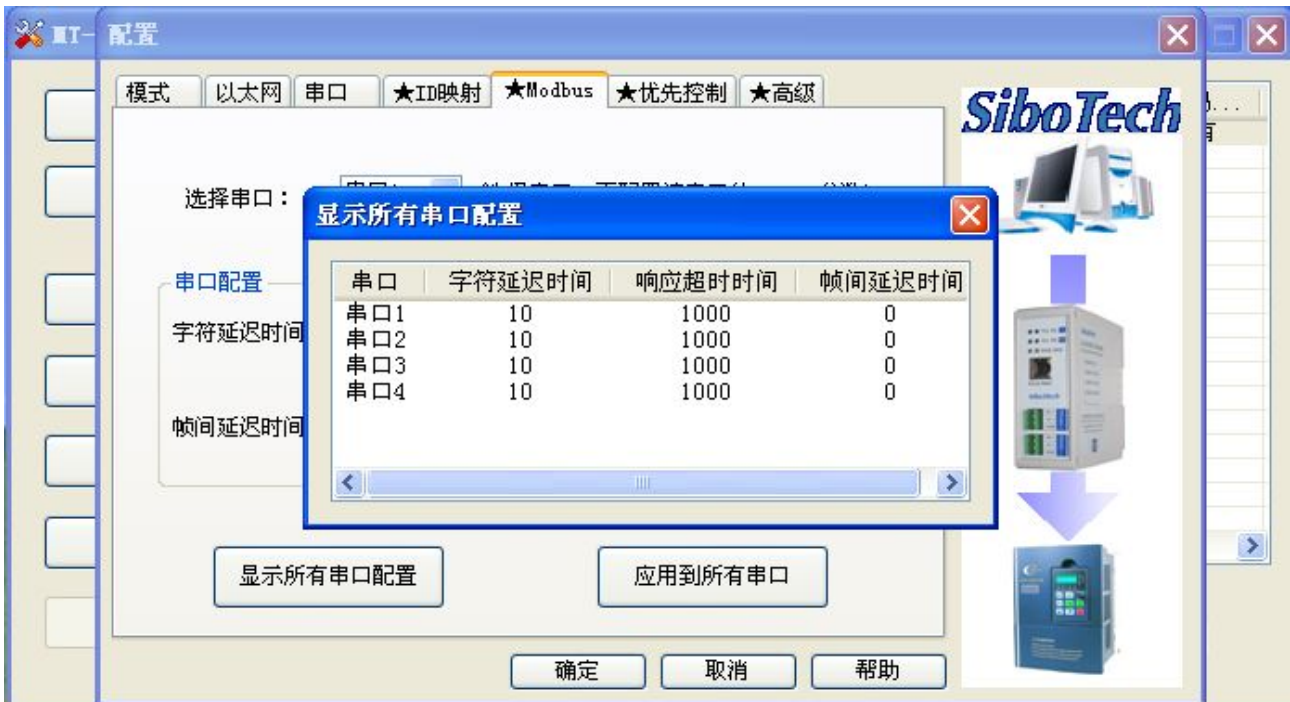 MT-
配置
模式 以太网 串口 ★ID映射 ★Modbus ★优先控制 ★高级
SiboTech
选择串口：
显示所有串口配置
串口配置
串口 字符延迟时间 响应超时时间 帧间延迟时间
串口1 10 1000 0
串口2 10 1000 0
串口3 10 1000 0
串口4 10 1000 0
字符延迟时间
帧间延迟时间
显示所有串口配置 应用到所有串口
确定 取消 帮助